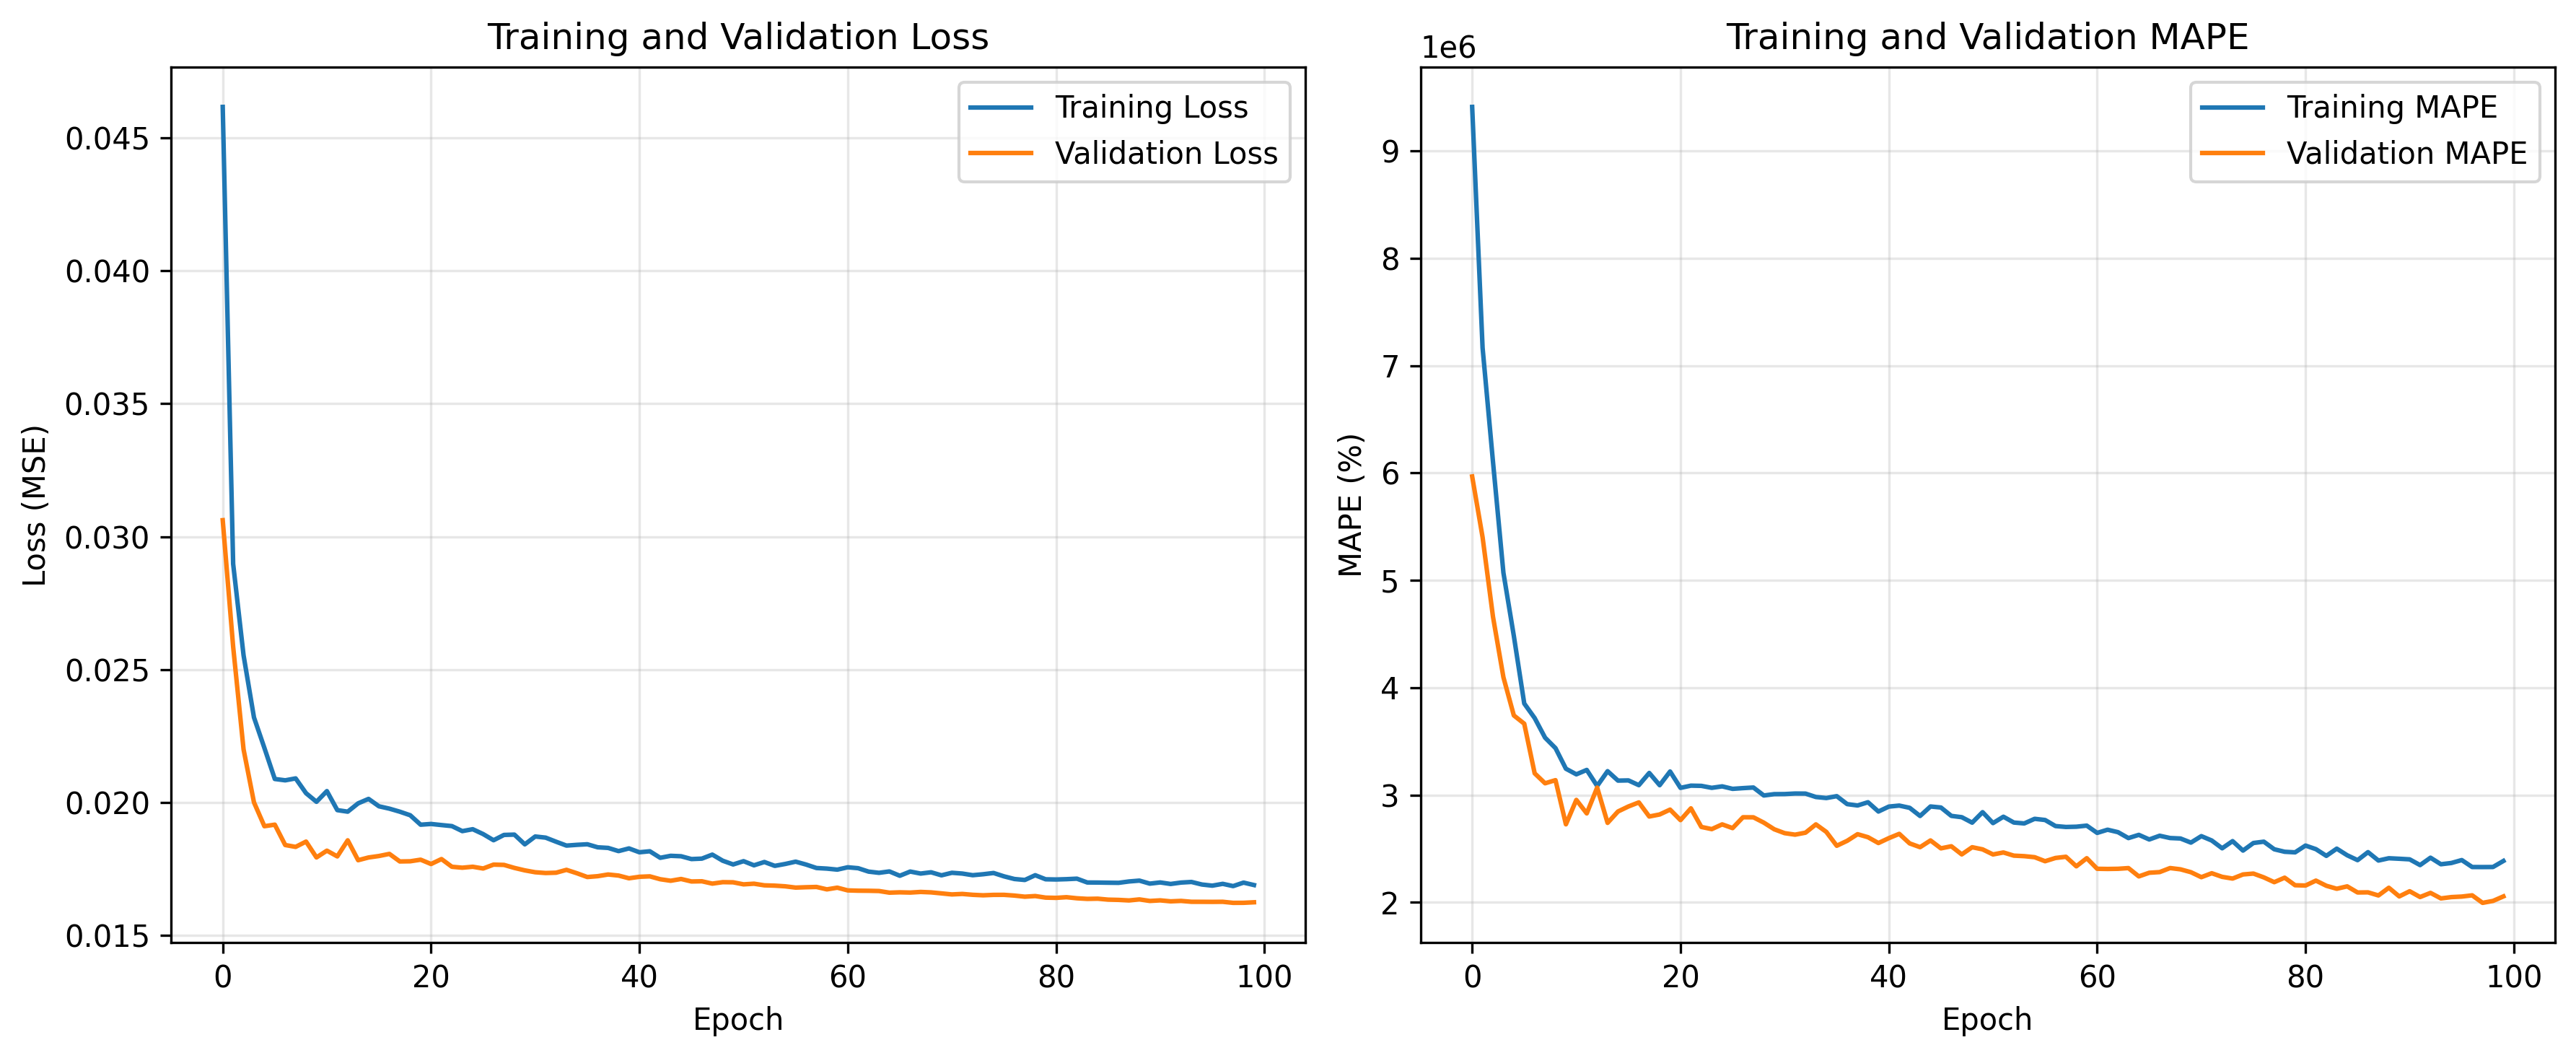 Training and Validation Loss
Training Loss
Validation Loss
Loss (MSE)
0.045
0.040
0.035
0.030
0.025
0.020
0.015
0 20 40 60 80 100
Epoch
Training and Validation MAPE
1e6
Training MAPE
Validation MAPE
MAPE (%)
9
8
7
6
5
4
3
2
0 20 40 60 80 100
Epoch